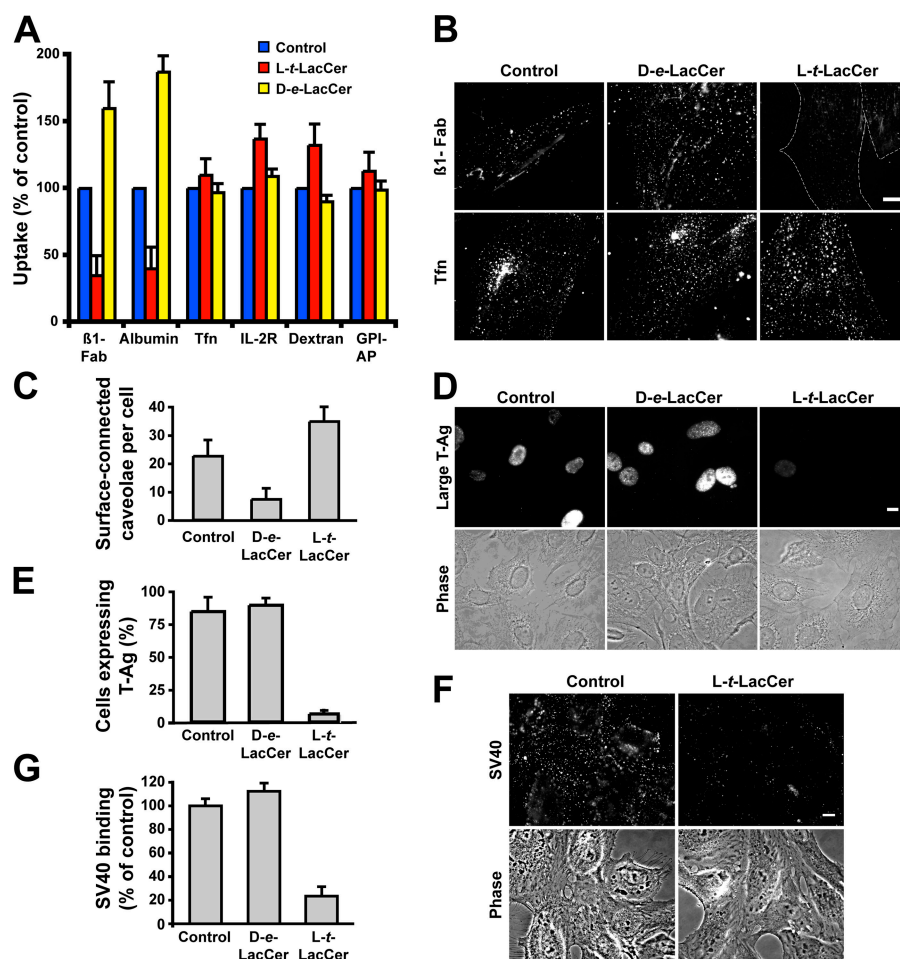 A
Control
L-t-LacCer
D-e-LacCer
Uptake (% of control)
200
150
100
50
0
ß1-
Fab
Albumin
Tfn
IL-2R
Dextran
GPI-
AP
B
Control
D-e-LacCer
L-t-LacCer
ß1- Fab
Tfn
C
Surface-connected
caveolae per cell
40
30
20
10
0
Control
D-e-
LacCer
L-t-
LacCer
D
Control
D-e-LacCer
L-t-LacCer
Large T-Ag
Phase
E
Cells expressing
T-Ag (%)
100
75
50
25
0
Control
D-e-
LacCer
L-t-
LacCer
F
Control
L-t-LacCer
SV40
Phase
G
SV40 binding
(% of control)
120
100
80
60
40
20
0
Control
D-e-
LacCer
L-t-
LacCer